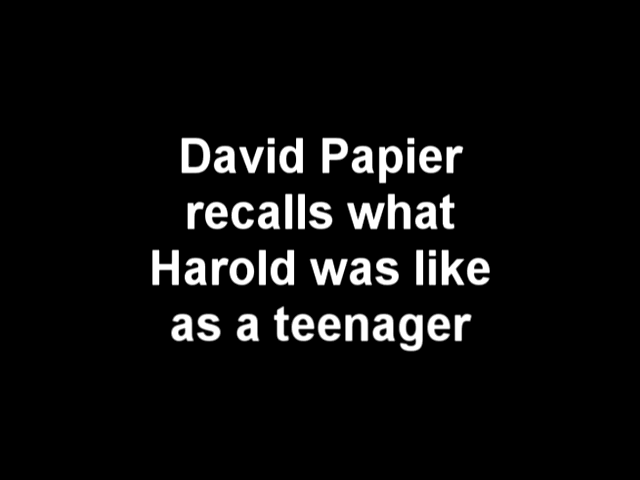 David Papier
recalls what
Harold was like
as a teenager